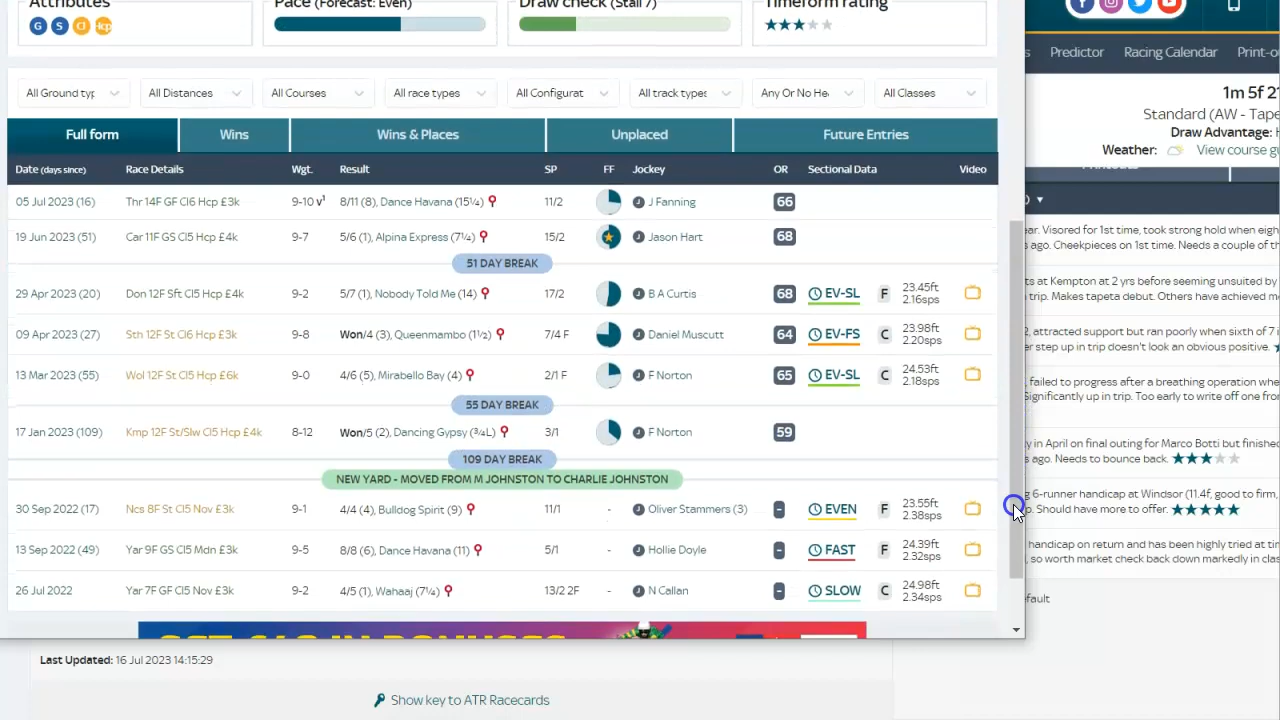 Attributes Pace (Forecast: Even) Draw check (Stall 7) Timeform rating
G S
Predictor Racing Calendar
1m 5f
Standard (AW -
Draw Advantage:
Weather: View course
All Ground typ All Distances All Courses All race types All Configurat All track types Any Or No He All Classes
Full form Wins Wins & Places Unplaced Future Entries
Date (days since) Race Details Wgt. Result SP FF Jockey OR Sectional Data Video
05 Jul 2023 (16) Thr 14F GF Cl6 Hcp £3k 9-10 v¹ 8/11 (8), Dance Havana (15¼) 11/2 J Fanning 66
19 Jun 2023 (51) Car 11F GS Cl5 Hcp £4k 9-7 5/6 (1), Alpina Express (7¼) 15/2 Jason Hart 68
51 DAY BREAK
29 Apr 2023 (20) Don 12F Sft Cl5 Hcp £4k 9-2 5/7 (1), Nobody Told Me (14) 17/2 B A Curtis 68 EV-SL F 23.45ft 2.16sps
09 Apr 2023 (27) Sth 12F St Cl6 Hcp £3k 9-8 Won/4 (3), Queenmambo (1½) 7/4 F Daniel Muscutt 64 EV-FS C 23.98ft 2.20sps
13 Mar 2023 (55) Wol 12F St Cl5 Hcp £6k 9-0 4/6 (5), Mirabello Bay (4) 2/1 F F Norton 65 EV-SL C 24.53ft 2.18sps
55 DAY BREAK
17 Jan 2023 (109) Kmp 12F St/Slw Cl5 Hcp £4k 8-12 Won/5 (2), Dancing Gypsy (¾L) 3/1 F Norton 59
109 DAY BREAK
NEW YARD - MOVED FROM M JOHNSTON TO CHARLIE JOHNSTON
30 Sep 2022 (17) Ncs 8F St Cl5 Nov £3k 9-1 4/4 (4), Bulldog Spirit (9) 11/1 - Oliver Stammers (3) - EVEN F 23.55ft 2.38sps
13 Sep 2022 (49) Yar 9F GS Cl5 Mdn £3k 9-5 8/8 (6), Dance Havana (11) 5/1 - Hollie Doyle - FAST F 24.39ft 2.32sps
26 Jul 2022 Yar 7F GF Cl5 Nov £3k 9-2 4/5 (1), Wahaaj (7¼) 13/2 2F - N Callan - SLOW C 24.98ft 2.34sps
ear. Visored for 1st time, took strong hold when eigh
ago. Cheekpieces on 1st time. Needs a couple of th
ts at Kempton at 2 yrs before seeming unsuited by
trip. Makes tapeta debut. Others have achieved m
2, attracted support but ran poorly when sixth of 7
er step up in trip doesn't look an obvious positive.
, failed to progress after a breathing operation whe
Significantly up in trip. Too early to write off one from
y in April on final outing for Marco Botti but finished
s ago. Needs to bounce back.
g 6-runner handicap at Windsor (11.4f, good to firm,
p. Should have more to offer.
handicap on return and has been highly tried at tim
, so worth market check back down markedly in clas
efault
Last Updated: 16 Jul 2023 14:15:29
Show key to ATR Racecards